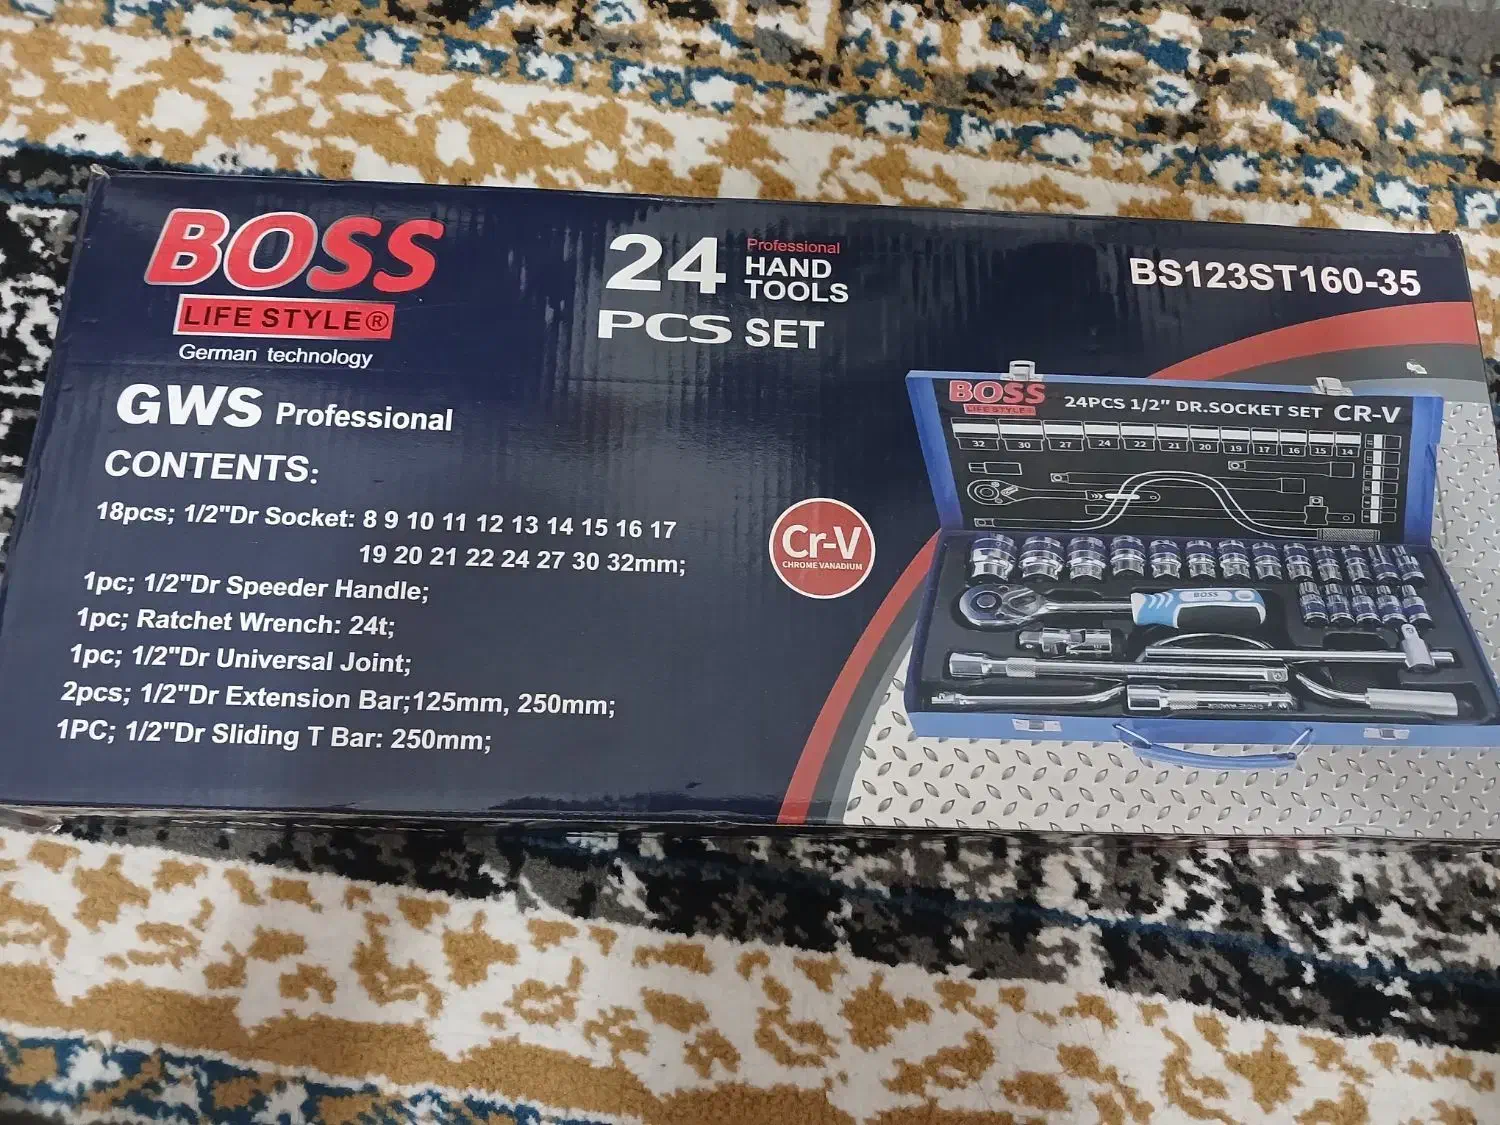 BOSS
LIFE STYLE®
German technology
GWS Professional
CONTENTS:
18pcs; 1/2"Dr Socket: 8 9 10 11 12 13 14 15 16 17
19 20 21 22 24 27 30 32mm;
1pc; 1/2"Dr Speeder Handle;
1pc; Ratchet Wrench: 24t;
1pc; 1/2"Dr Universal Joint;
2pcs; 1/2"Dr Extension Bar;125mm, 250mm;
1PC; 1/2"Dr Sliding T Bar: 250mm;
24 Professional
HAND
TOOLS
PCS SET
BS123ST160-35
Cr-V
CHROME VANADIUM
BOSS
LIFE STYLE®
24PCS 1/2" DR.SOCKET SET CR-V
32 30 27 24 22 21 20 19 17 16 15 14
BOSS
CHROME VANADIUM